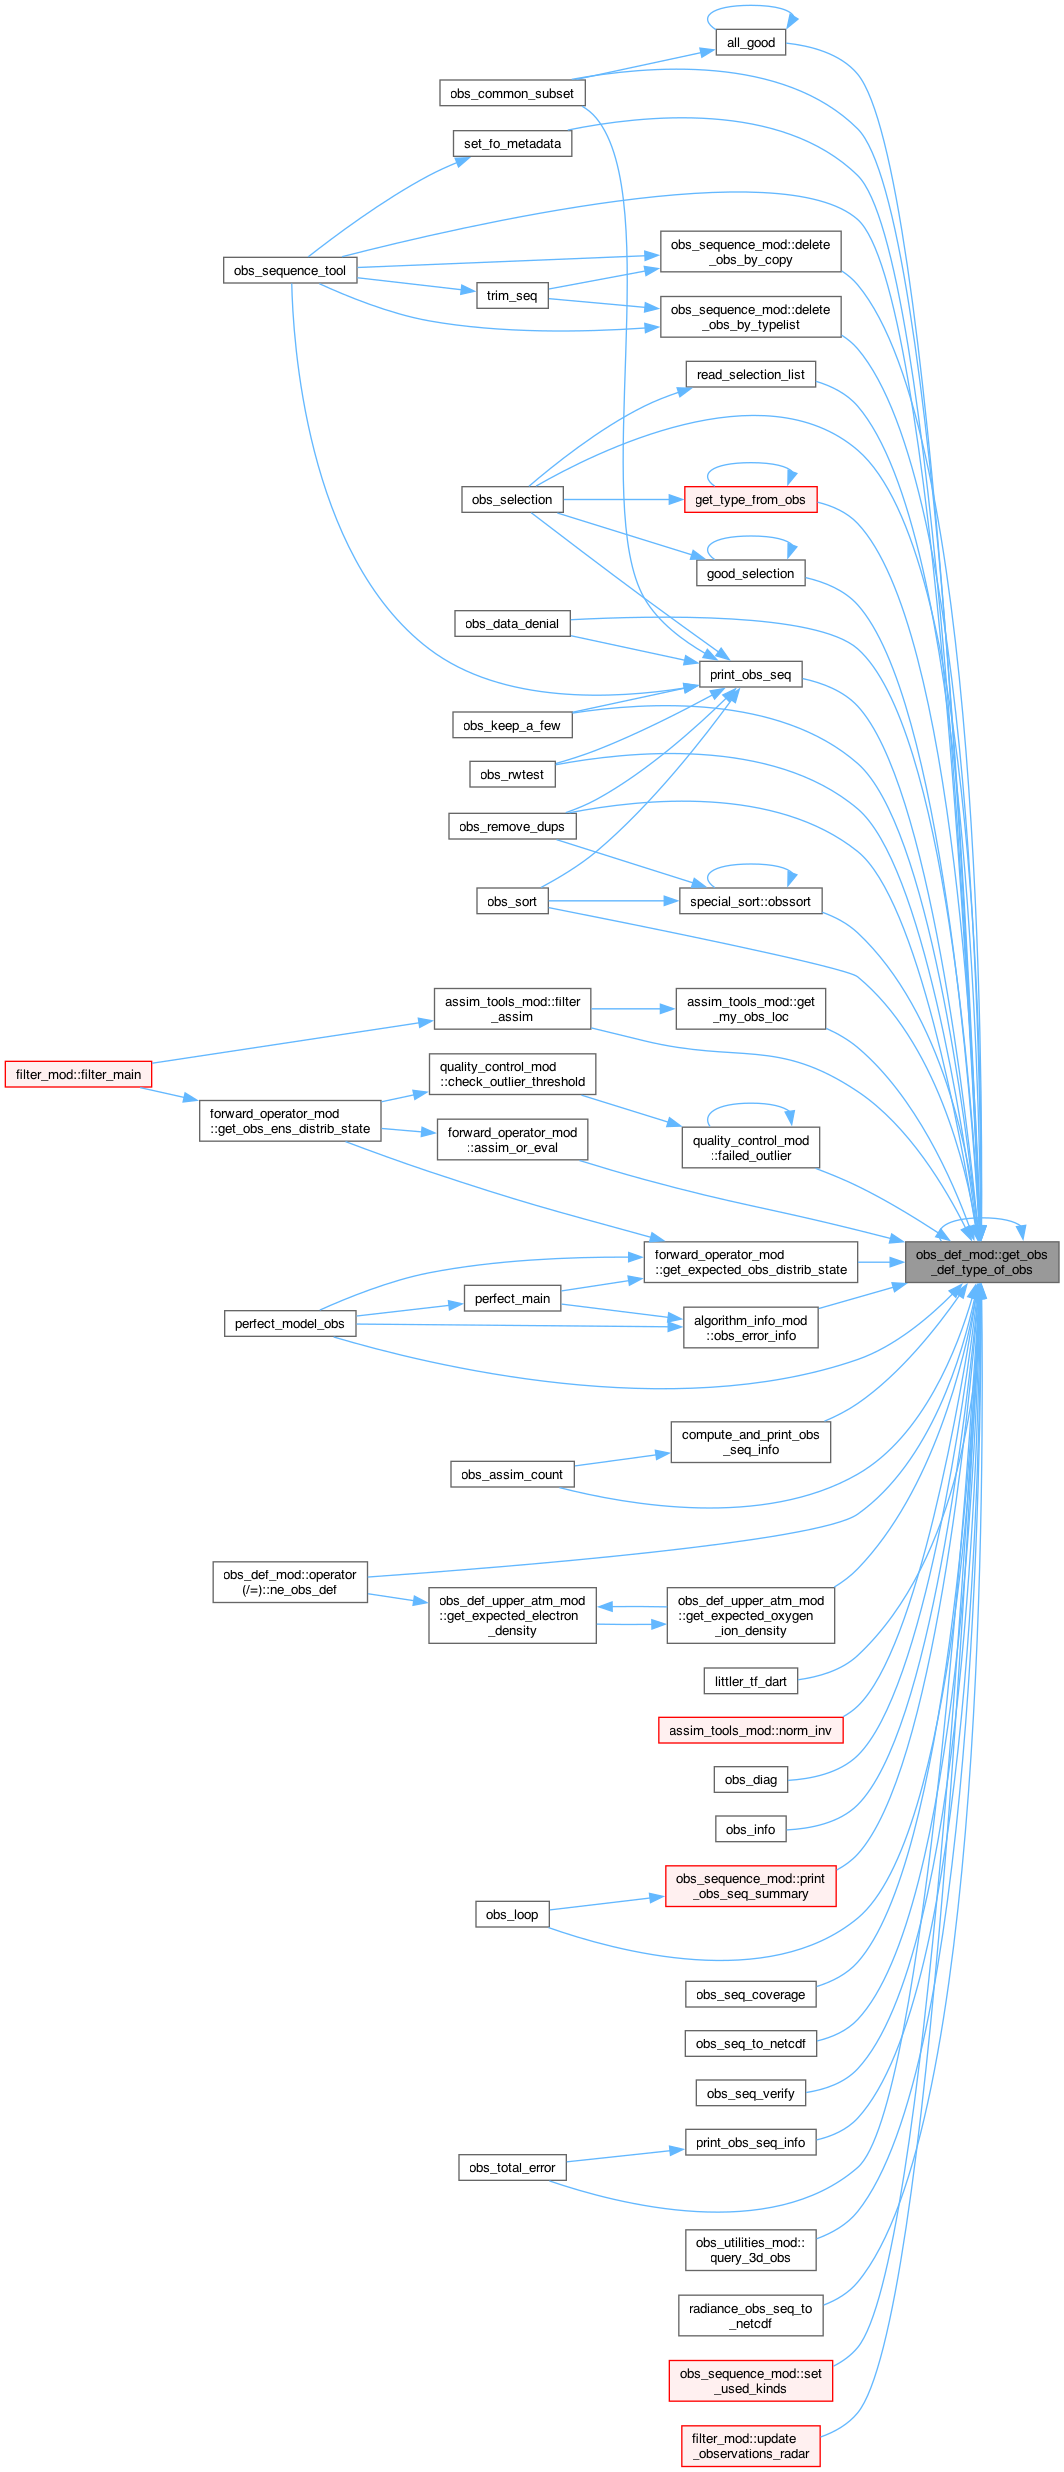 all_good
obs_common_subset
set_fo_metadata
obs_sequence_mod::delete
_obs_by_copy
obs_sequence_tool
trim_seq
obs_sequence_mod::delete
_obs_by_typelist
read_selection_list
obs_selection
get_type_from_obs
good_selection
obs_data_denial
print_obs_seq
obs_keep_a_few
obs_rwtest
obs_remove_dups
obs_sort
special_sort::obssort
assim_tools_mod::filter
_assim
assim_tools_mod::get
_my_obs_loc
filter_mod::filter_main
quality_control_mod
::check_outlier_threshold
forward_operator_mod
::get_obs_ens_distrib_state
forward_operator_mod
::assim_or_eval
quality_control_mod
::failed_outlier
obs_def_mod::get_obs
_def_type_of_obs
forward_operator_mod
::get_expected_obs_distrib_state
perfect_main
perfect_model_obs
algorithm_info_mod
::obs_error_info
compute_and_print_obs
_seq_info
obs_assim_count
obs_def_mod::operator
(/=)::ne_obs_def
obs_def_upper_atm_mod
::get_expected_electron
_density
obs_def_upper_atm_mod
::get_expected_oxygen
_ion_density
littler_tf_dart
assim_tools_mod::norm_inv
obs_diag
obs_info
obs_sequence_mod::print
_obs_seq_summary
obs_loop
obs_seq_coverage
obs_seq_to_netcdf
obs_seq_verify
print_obs_seq_info
obs_total_error
obs_utilities_mod::
query_3d_obs
radiance_obs_seq_to
_netcdf
obs_sequence_mod::set
_used_kinds
filter_mod::update
_observations_radar